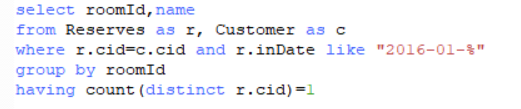 select roomId,name
from Reserves as r, Customer as c
where r.cid=c.cid and r.inDate like "2016-01-%"
group by roomId
having count(distinct r.cid)=1